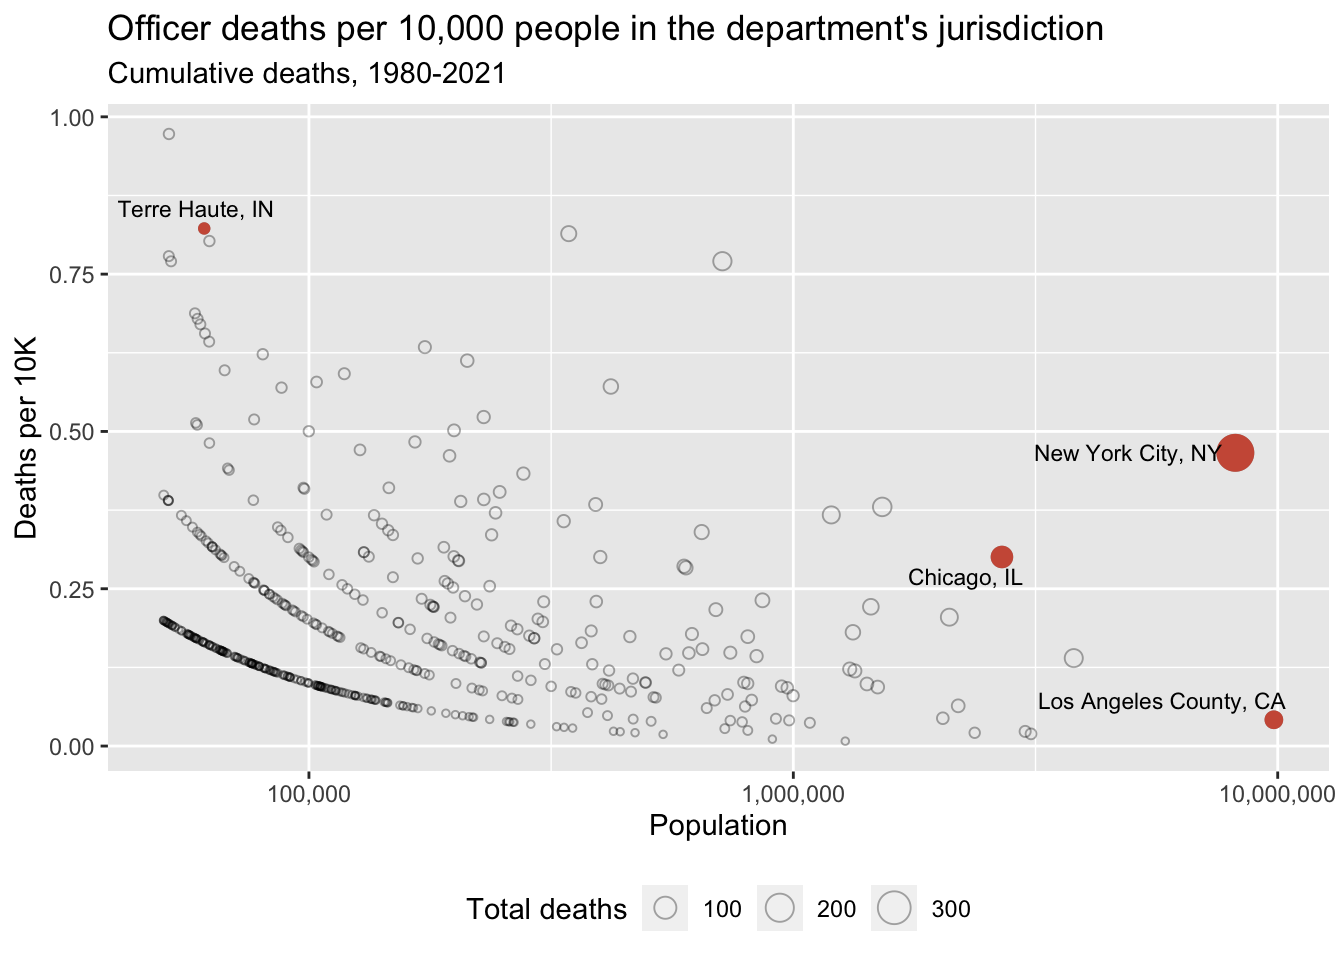 Officer deaths per 10,000 people in the department's jurisdiction
Cumulative deaths, 1980-2021
1.00
0.75
0.50
0.25
0.00
Deaths per 10K
Terre Haute, IN
New York City, NY
Chicago, IL
Los Angeles County, CA
100,000
1,000,000
10,000,000
Population
Total deaths 100 200 300